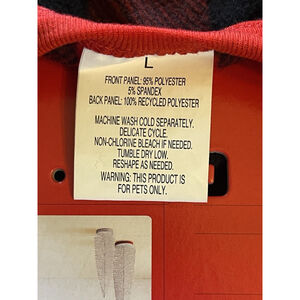 L
FRONT PANEL: 95% POLYESTER
5% SPANDEX
BACK PANEL: 100% RECYCLED POLYESTER
MACHINE WASH COLD SEPARATELY.
DELICATE CYCLE.
NON-CHLORINE BLEACH IF NEEDED.
TUMBLE DRY LOW.
RESHAPE AS NEEDED.
WARNING: THIS PRODUCT IS
FOR PETS ONLY.